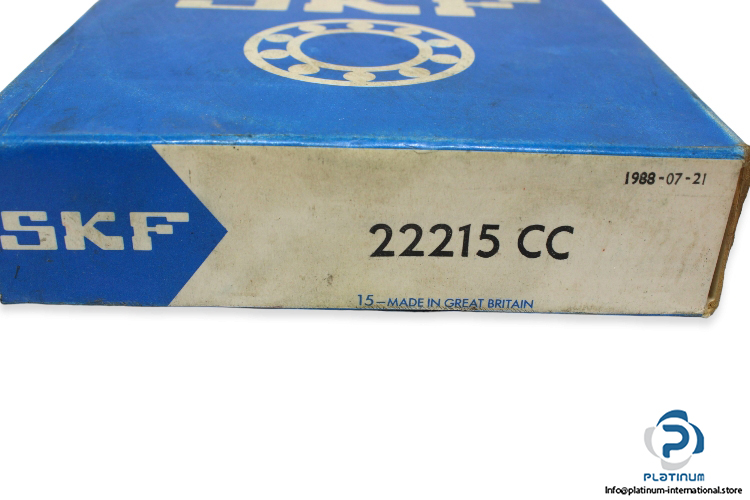 SKF
1988-07-21
SKF
22215 CC
15-MADE IN GREAT BRITAIN
PLATINUM
Info@platinum-international.store